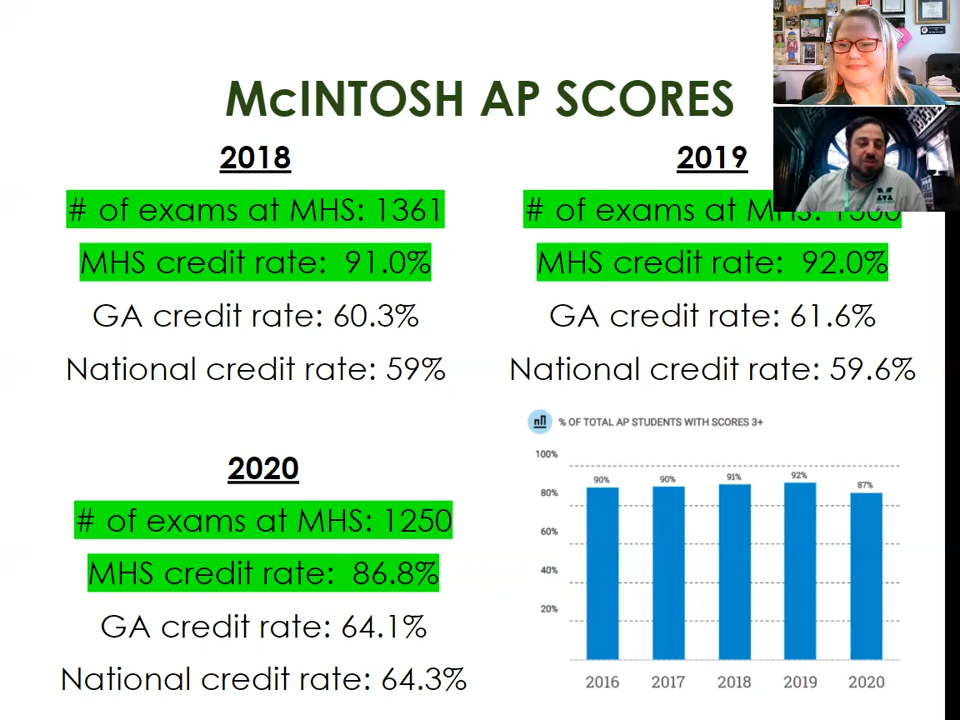 McINTOSH AP SCORES
2018
# of exams at MHS: 1361
MHS credit rate: 91.0%
GA credit rate: 60.3%
National credit rate: 59%
2019
# of exams at MHS:
MHS credit rate: 92.0%
GA credit rate: 61.6%
National credit rate: 59.6%
2020
# of exams at MHS: 1250
MHS credit rate: 86.8%
GA credit rate: 64.1%
National credit rate: 64.3%
% OF TOTAL AP STUDENTS WITH SCORES 3+
100%
80%
60%
40%
20%
90%
90%
91%
92%
87%
2016
2017
2018
2019
2020